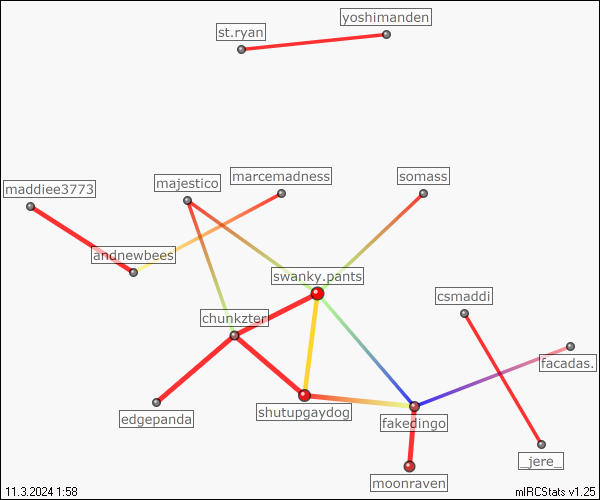 yoshimanden
st.ryan
marcemadness
somass
majestico
maddiee3773
andnewbees
swanky.pants
csmaddi
chunkzter
facadas.
shutupgaydog
edgepanda
fakedingo
_jere_
moonraven
11.3.2024 1:58
mIRCStats v1.25